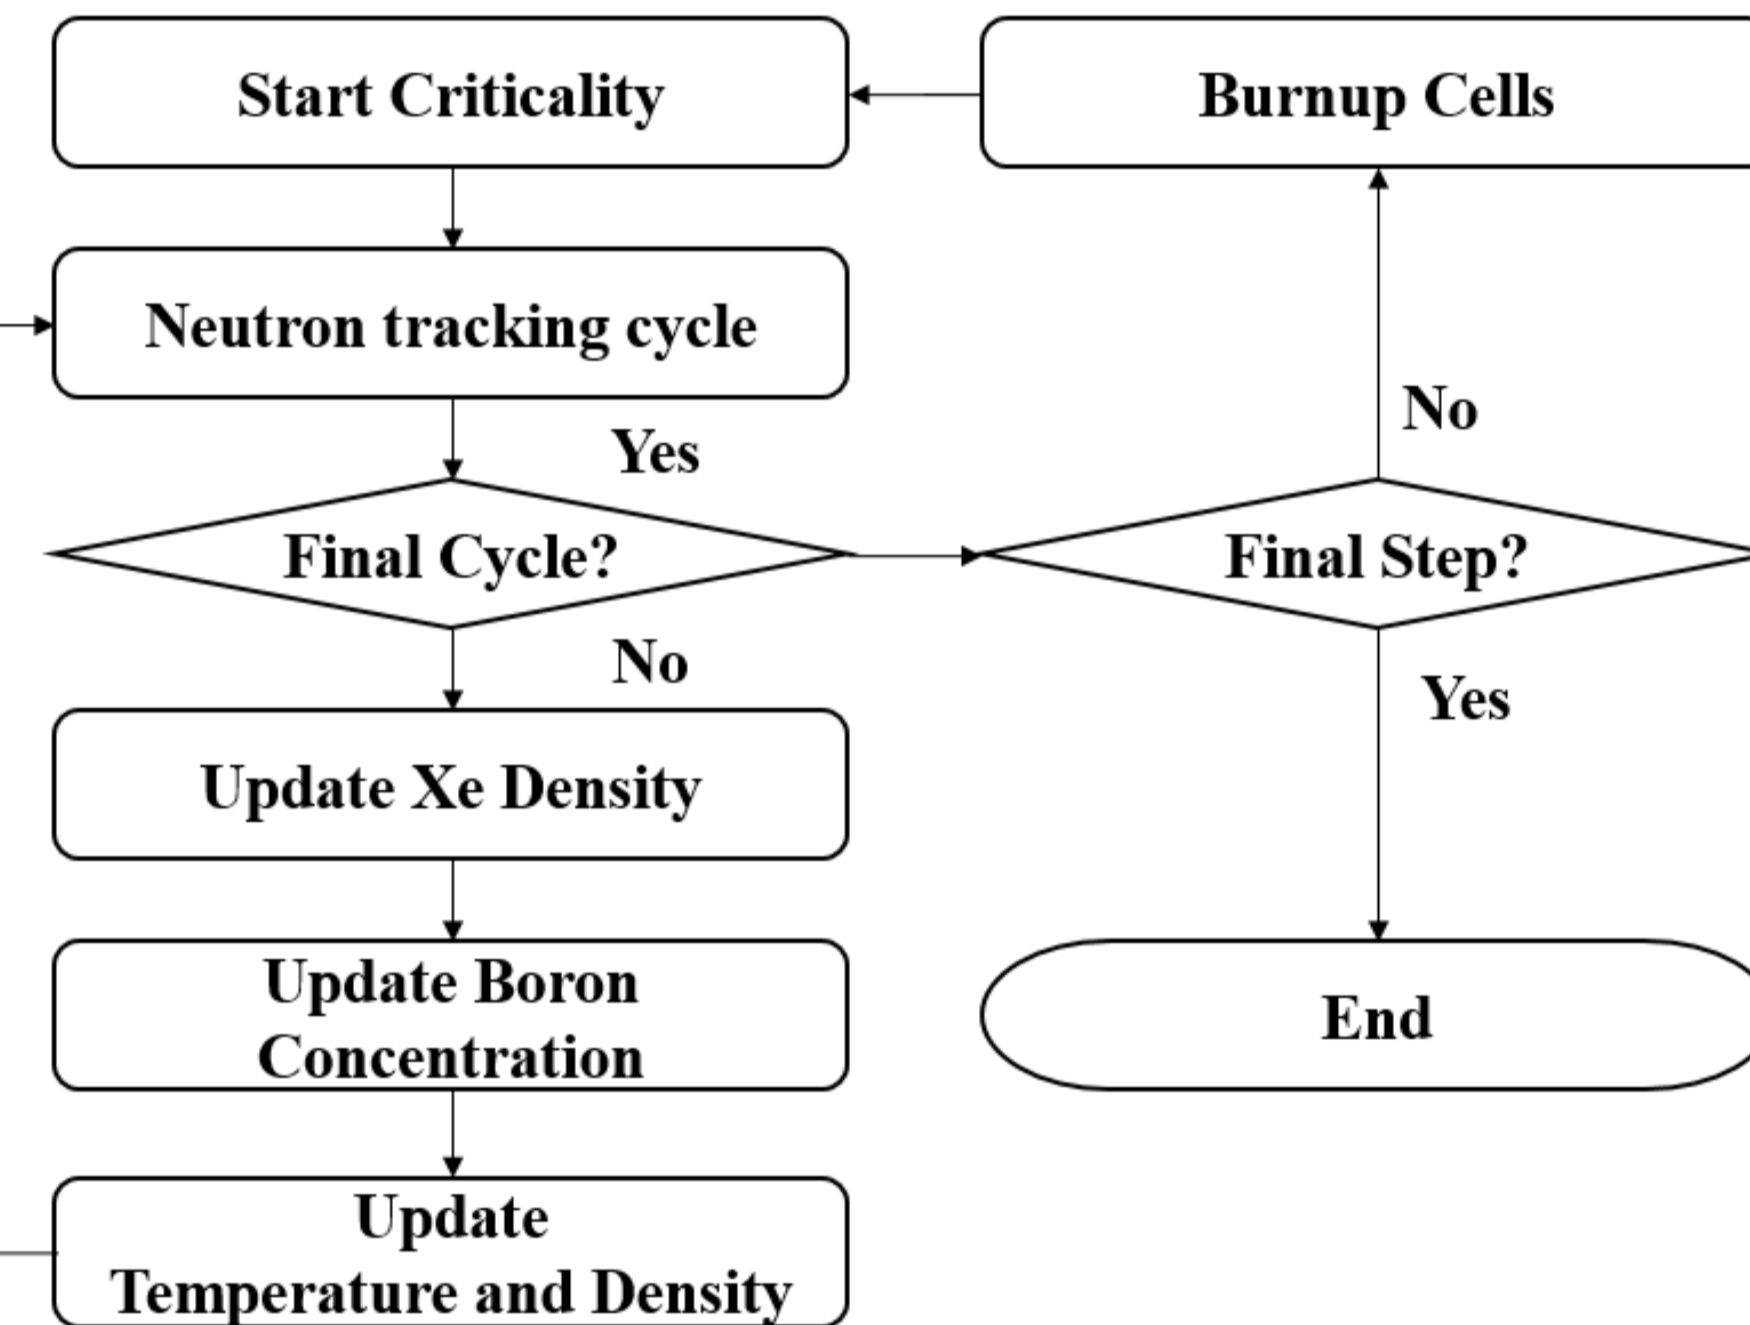 Start Criticality
Burnup Cells
Neutron tracking cycle
No
Yes
Final Cycle?
Final Step?
No
Yes
Update Xe Density
Update Boron
Concentration
End
Update
Temperature and Density